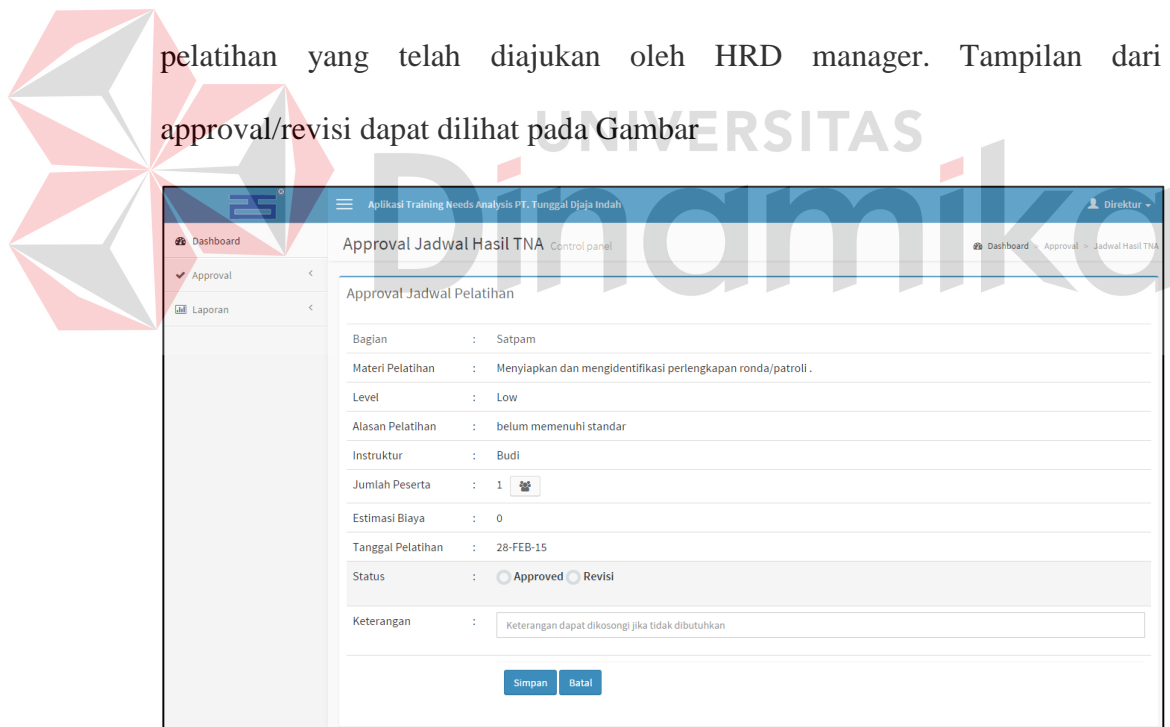 pelatihan yang telah diajukan oleh HRD manager. Tampilan dari
approval/revisi dapat dilihat pada Gambar
UNIVERSITAS
Dinamika
Aplikasi Training Needs Analysis PT. Tunggal Djaja Indah
Direktur
Dashboard
Approval
Laporan
Approval Jadwal Hasil TNA Control panel
Dashboard > Approval > Jadwal Hasil TNA
Approval Jadwal Pelatihan
Bagian : Satpam
Materi Pelatihan : Menyiapkan dan mengidentifikasi perlengkapan ronda/patroli .
Level : Low
Alasan Pelatihan : belum memenuhi standar
Instruktur : Budi
Jumlah Peserta : 1
Estimasi Biaya : 0
Tanggal Pelatihan : 28-FEB-15
Status : Approved Revisi
Keterangan : Keterangan dapat dikosongi jika tidak dibutuhkan
Simpan Batal